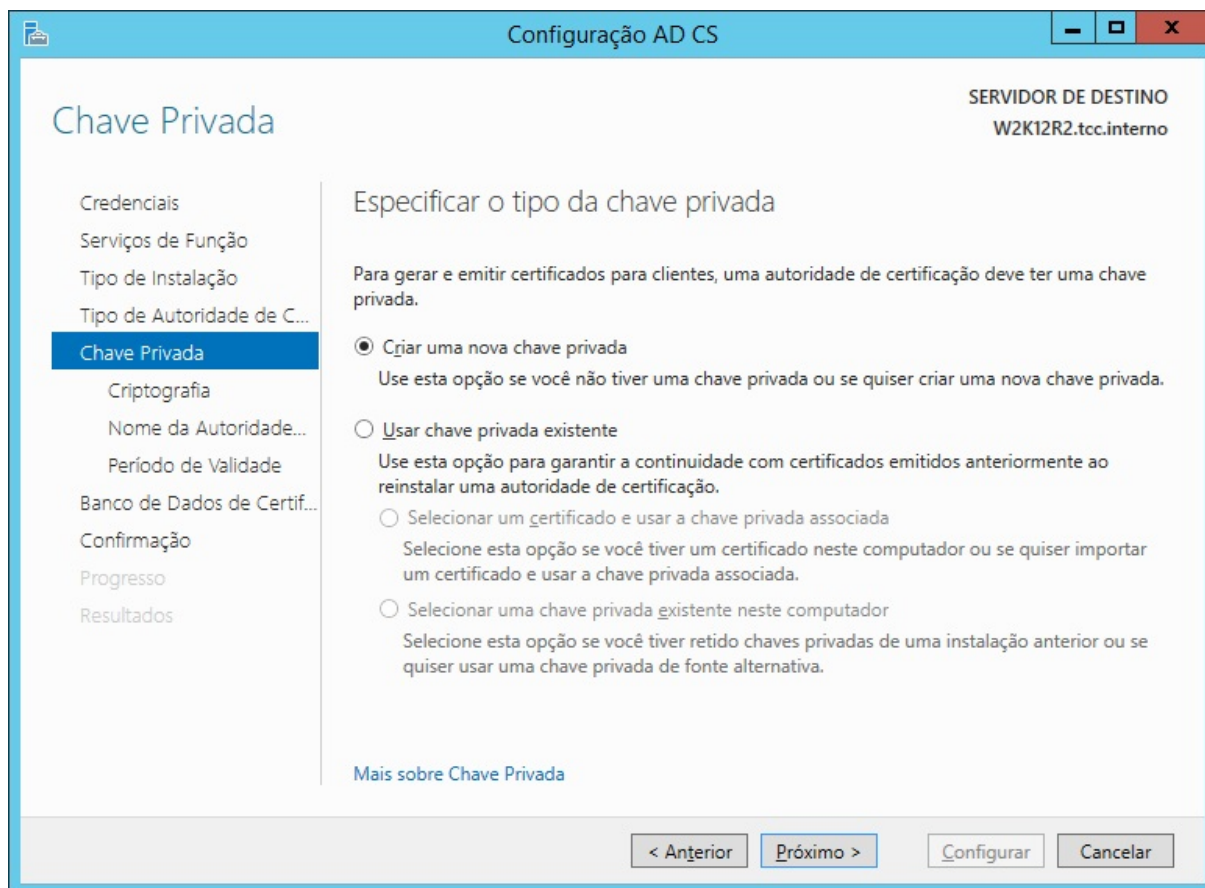 Configuração AD CS
Chave Privada
SERVIDOR DE DESTINO
W2K12R2.tcc.interno
Credenciais
Serviços de Função
Tipo de Instalação
Tipo de Autoridade de C...
Chave Privada
Criptografia
Nome da Autoridade...
Período de Validade
Banco de Dados de Certif...
Confirmação
Progresso
Resultados
Especificar o tipo da chave privada
Para gerar e emitir certificados para clientes, uma autoridade de certificação deve ter uma chave
privada.
Criar uma nova chave privada
Use esta opção se você não tiver uma chave privada ou se quiser criar uma nova chave privada.
Usar chave privada existente
Use esta opção para garantir a continuidade com certificados emitidos anteriormente ao
reinstalar uma autoridade de certificação.
Selecionar um certificado e usar a chave privada associada
Selecione esta opção se você tiver um certificado neste computador ou se quiser importar
um certificado e usar a chave privada associada.
Selecionar uma chave privada existente neste computador
Selecione esta opção se você tiver retido chaves privadas de uma instalação anterior ou se
quiser usar uma chave privada de fonte alternativa.
Mais sobre Chave Privada
< Anterior
Próximo >
Configurar
Cancelar